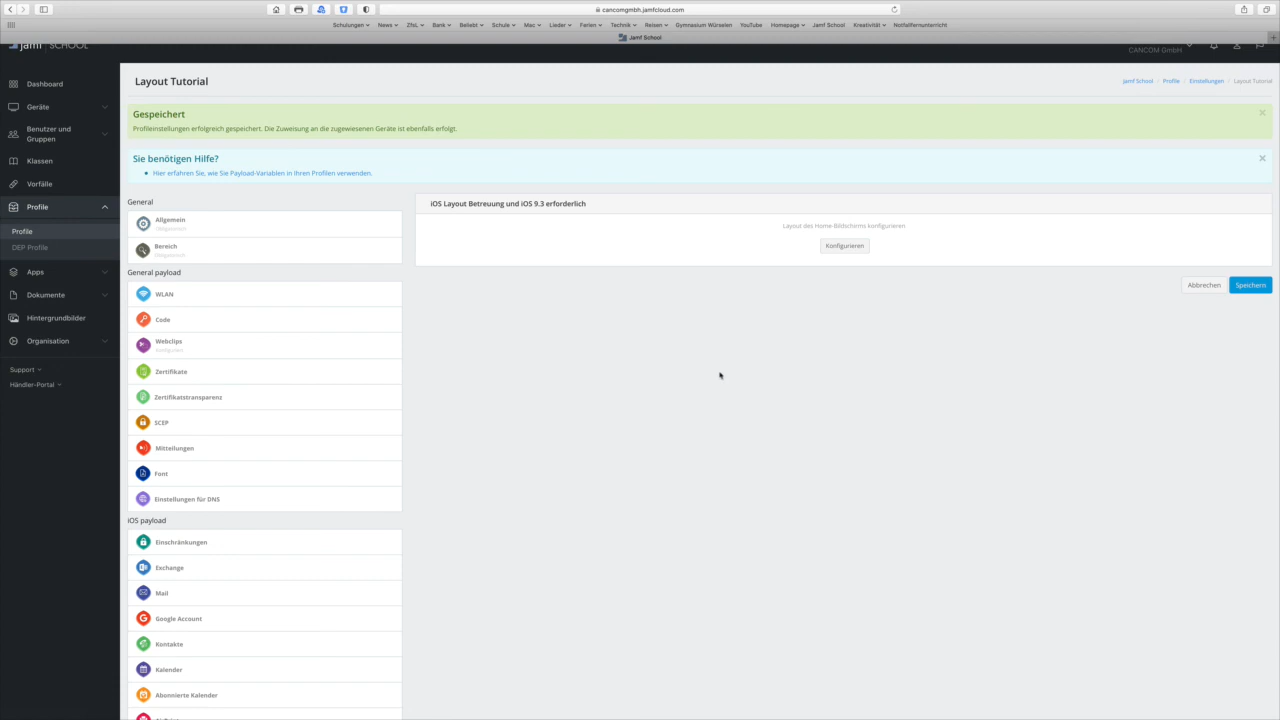 cancomgmbh.jamfcloud.com
Schulungen News ZfsL Bank Beliebt Schule Mac Lieder Ferien Technik Reisen Gymnasium Würselen YouTube Homepage Jamf School Kreativität Notfallfernunterricht
Jamf School
jamf | SCHOOL
CANCOM GmbH
Dashboard
Geräte
Benutzer und
Gruppen
Klassen
Vorfälle
Profile
Profile
DEP Profile
Apps
Dokumente
Hintergrundbilder
Organisation
Support
Händler-Portal
Layout Tutorial
Jamf School / Profile / Einstellungen / Layout Tutorial
Gespeichert
Profileinstellungen erfolgreich gespeichert. Die Zuweisung an die zugewiesenen Geräte ist ebenfalls erfolgt.
Sie benötigen Hilfe?
Hier erfahren Sie, wie Sie Payload-Variablen in Ihren Profilen verwenden.
General
Allgemein
Obligatorisch
Bereich
Obligatorisch
General payload
WLAN
Code
Webclips
Konfiguriert
Zertifikate
Zertifikatstransparenz
SCEP
Mitteilungen
Font
Einstellungen für DNS
iOS payload
Einschränkungen
Exchange
Mail
Google Account
Kontakte
Kalender
Abonnierte Kalender
iOS Layout Betreuung und iOS 9.3 erforderlich
Layout des Home-Bildschirms konfigurieren
Konfigurieren
Abbrechen
Speichern